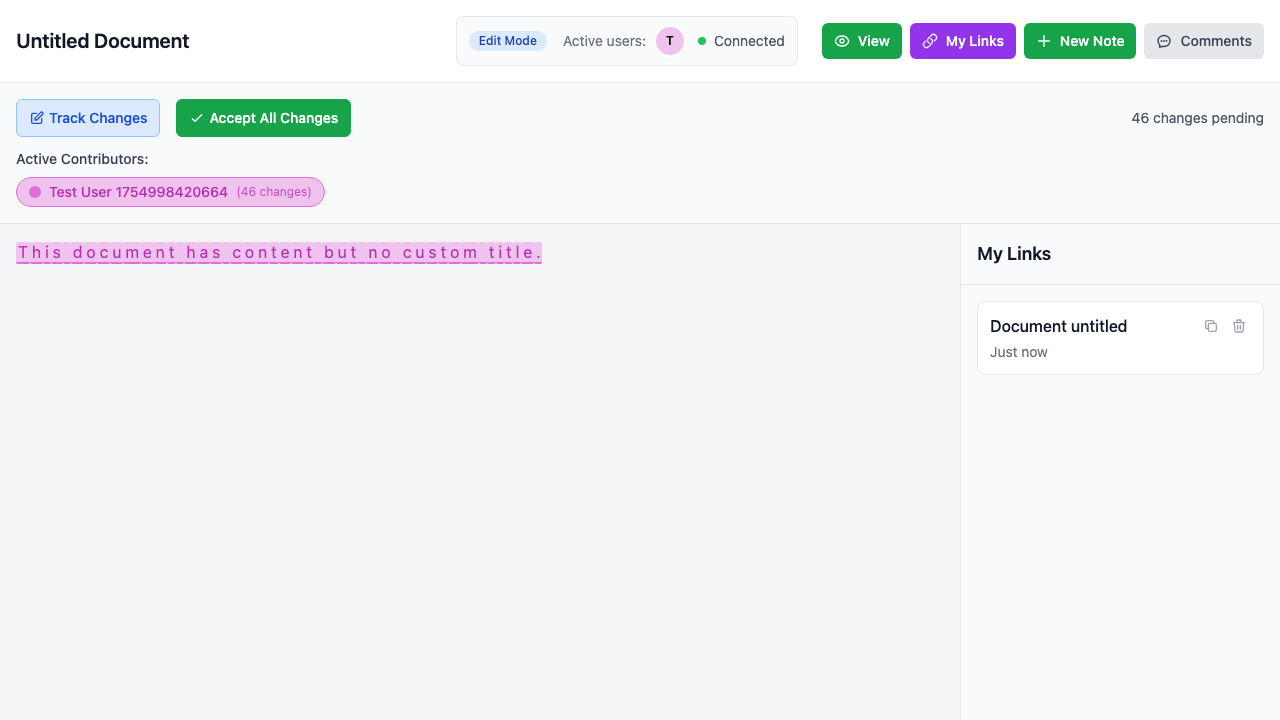 Untitled Document
Edit Mode Active users: T Connected
View
My Links
New Note
Comments
Track Changes
Accept All Changes
46 changes pending
Active Contributors:
Test User 1754998420664 (46 changes)
This document has content but no custom title.
My Links
Document untitled
Just now